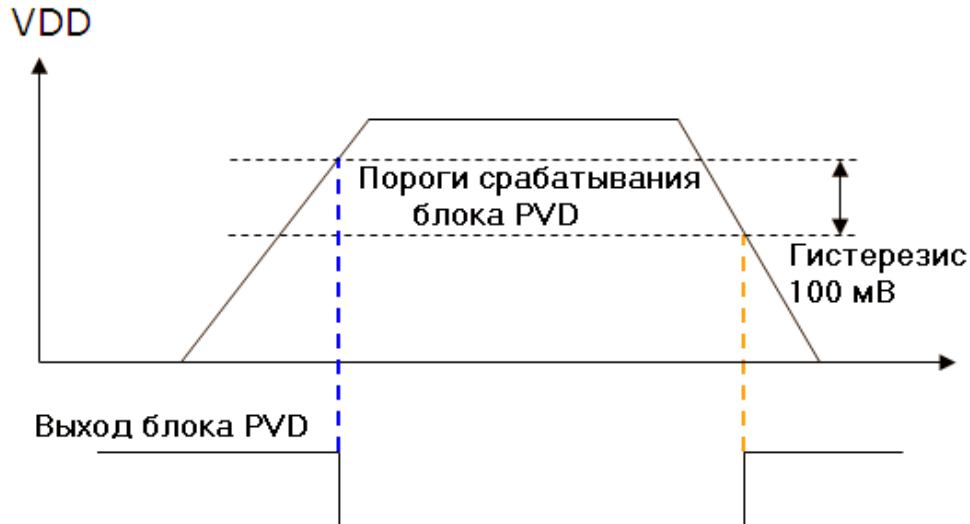 VDD
Пороги срабатывания
блока PVD
Гистерезис
100 мВ
Выход блока PVD